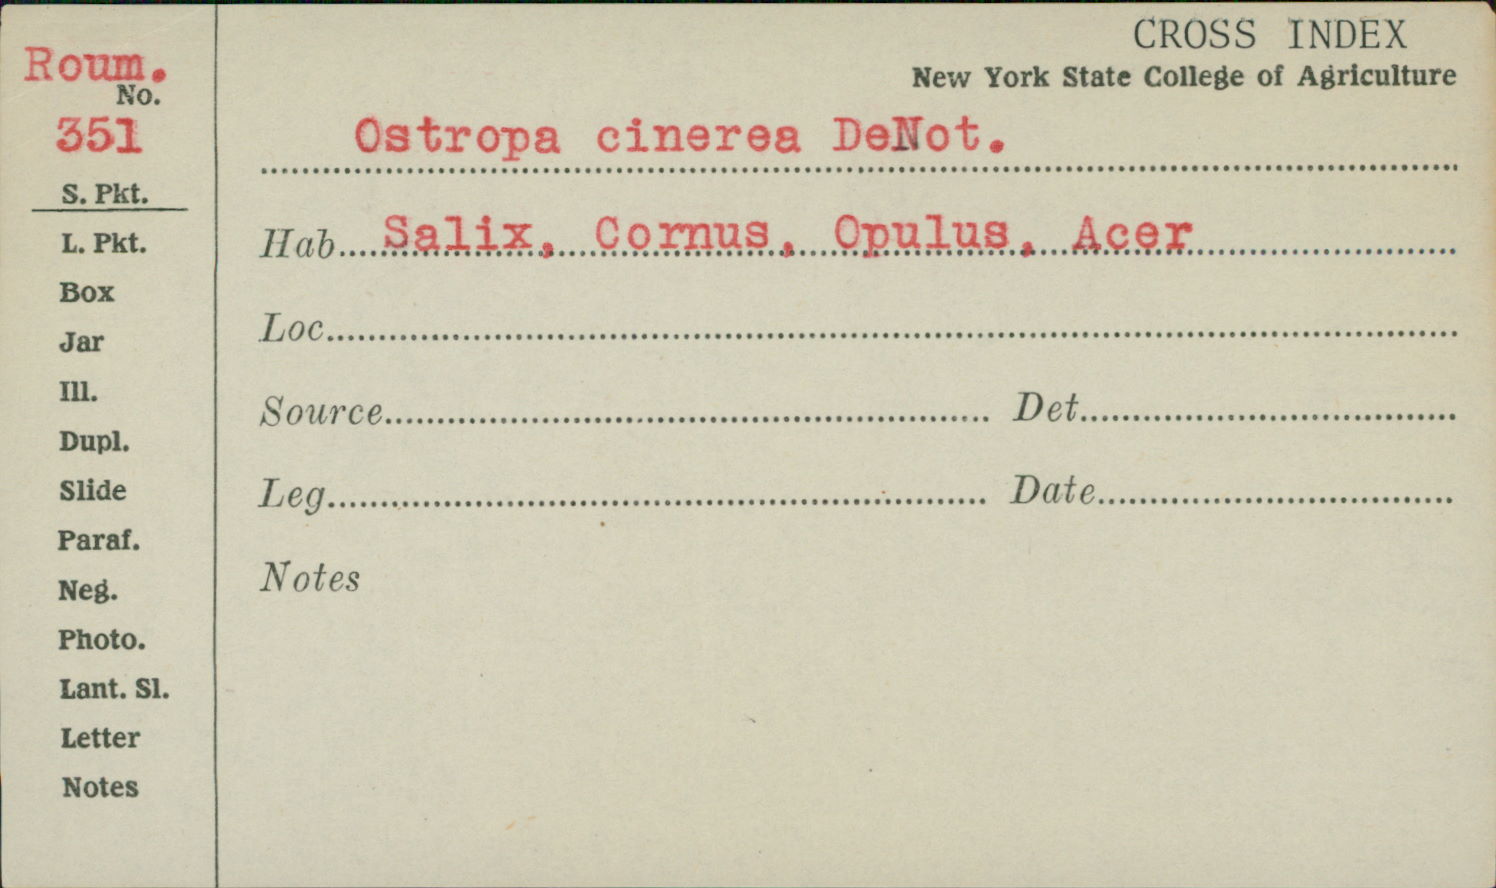 CROSS INDEX
New York State College of Agriculture
Roum.
No.
351
Ostropa cinerea DeNot.
S. Pkt.
Hab. Salix, Cornus, Opulus, Acer
L. Pkt.
Box
Loc.
Jar
Ill.
Source Det.
Dupl.
Slide
Leg. Date
Paraf.
Neg.
Notes
Photo.
Lant. Sl.
Letter
Notes